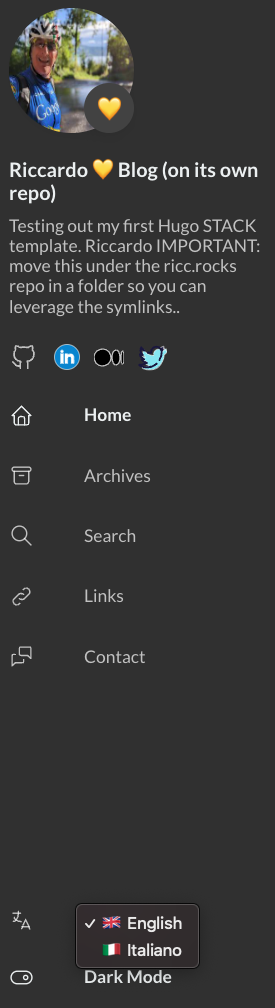 Google
Riccardo 💛 Blog (on its own
repo)
Testing out my first Hugo STACK
template. Riccardo IMPORTANT:
move this under the ricc.rocks
repo in a folder so you can
leverage the symlinks..
in
Home
Archives
Search
Links
Contact
✓ 🇬🇧 English
🇮🇹 Italiano
Dark Mode